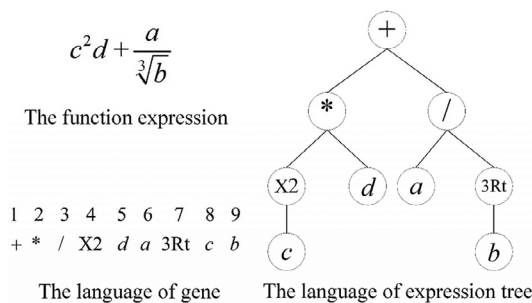 c²d + a/∛b
The function expression
1 2 3 4 5 6 7 8 9
+ * / X2 d a 3Rt c b
The language of gene
+
* /
X2 d a 3Rt
c b
The language of expression tree